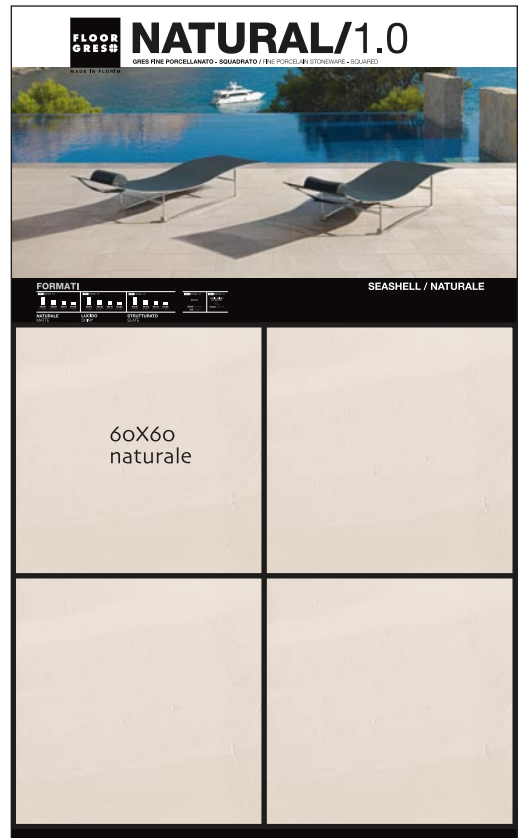 FLOOR
GRES
MADE IN FLORIM
NATURAL/1.0
GRES FINE PORCELLANATO - SQUADRATO / FINE PORCELAIN STONEWARE - SQUARED
FORMATI
SEASHELL / NATURALE
NATURALE
MATTE
LUCIDO
SHINY
STRUTTURATO
SLATE
60X60
naturale